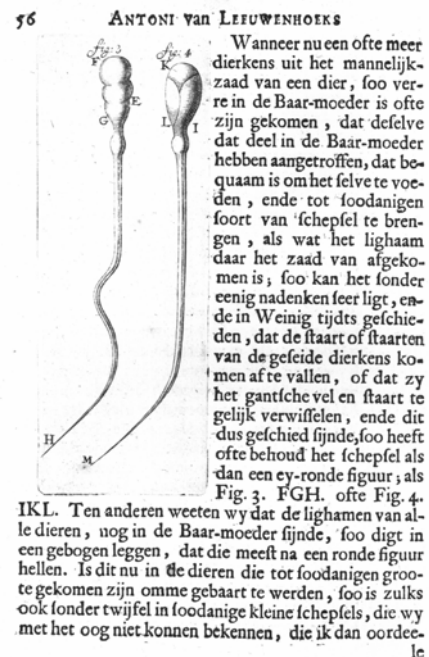 56 ANTONI van LEEUWENHOEKS
fig: 3
fig: 4
F
E
G
H
K
L
I
M
Wanneer nu een ofte meer
dierkens uit het mannelijk-
zaad van een dier, ſoo ver-
re in de Baar-moeder is ofte
zijn gekomen, dat deſelve
dat deel in de Baar-moeder
hebben aangetroffen, dat be-
quaam is om het ſelve te voe-
den, ende tot ſoodanigen
ſoort van ſchepſel te bren-
gen, als wat het lighaam
daar het zaad van afgeko-
men is; ſoo kan het ſonder
eenig nadenken ſeer ligt, en-
de in Weinig tijdts geſchie-
den, dat de ſtaart of ſtaarten
van de geſeide dierkens ko-
men af te vallen, of dat zy
het gantſche vel en ſtaart te
gelijk verwiſſelen, ende dit
dus geſchied ſijnde, ſoo heeft
ofte behoud het ſchepſel als
dan een ey-ronde figuur; als
Fig. 3. FGH. ofte Fig. 4.
IKL. Ten anderen weeten wy dat de lighamen van al-
le dieren, nog in de Baar-moeder ſijnde, ſoo digt in
een gebogen leggen, dat die meeſt na een ronde figuur
hellen. Is dit nu in de dieren die tot ſoodanigen groo-
te gekomen zijn omme gebaart te werden, ſoo is zulks
ook ſonder twijfel in ſoodanige kleine ſchepſels, die wy
met het oog niet konnen bekennen, die ik dan oordee-
le